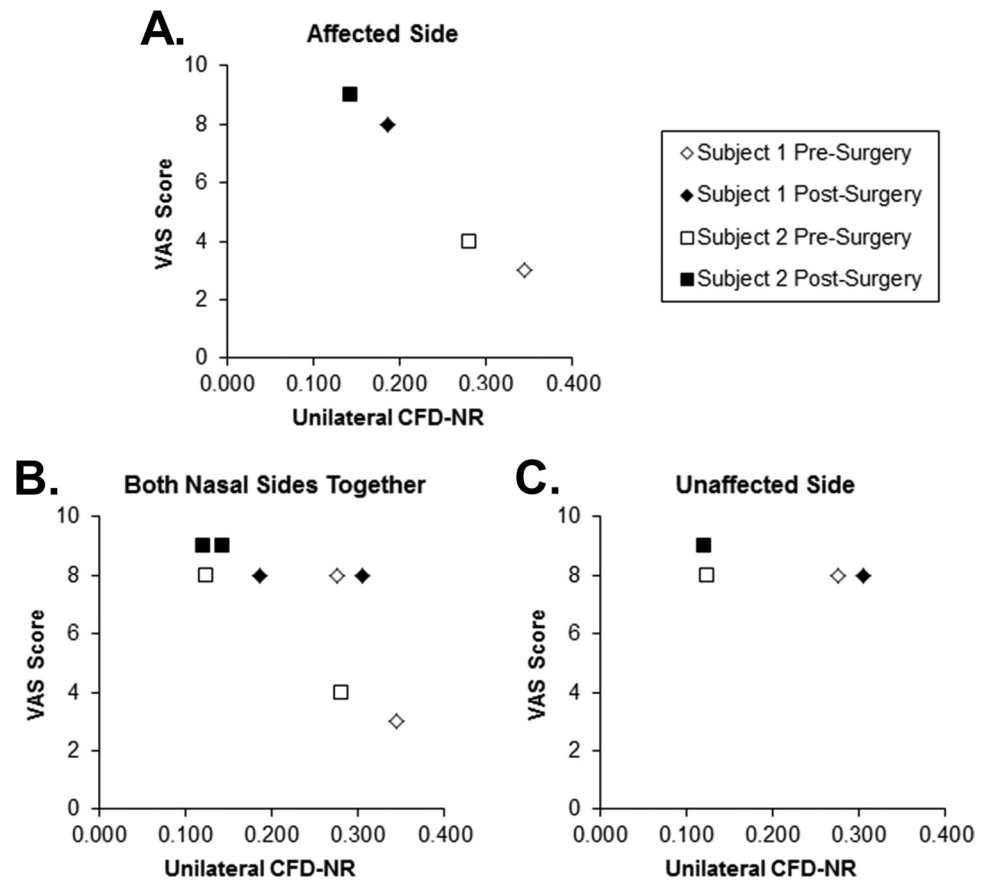 A.
Affected Side
10
8
6
4
2
0
VAS Score
0.000 0.100 0.200 0.300 0.400
Unilateral CFD-NR
Subject 1 Pre-Surgery
Subject 1 Post-Surgery
Subject 2 Pre-Surgery
Subject 2 Post-Surgery
B.
Both Nasal Sides Together
10
8
6
4
2
0
VAS Score
0.000 0.100 0.200 0.300 0.400
Unilateral CFD-NR
C.
Unaffected Side
10
8
6
4
2
0
VAS Score
0.000 0.100 0.200 0.300 0.400
Unilateral CFD-NR